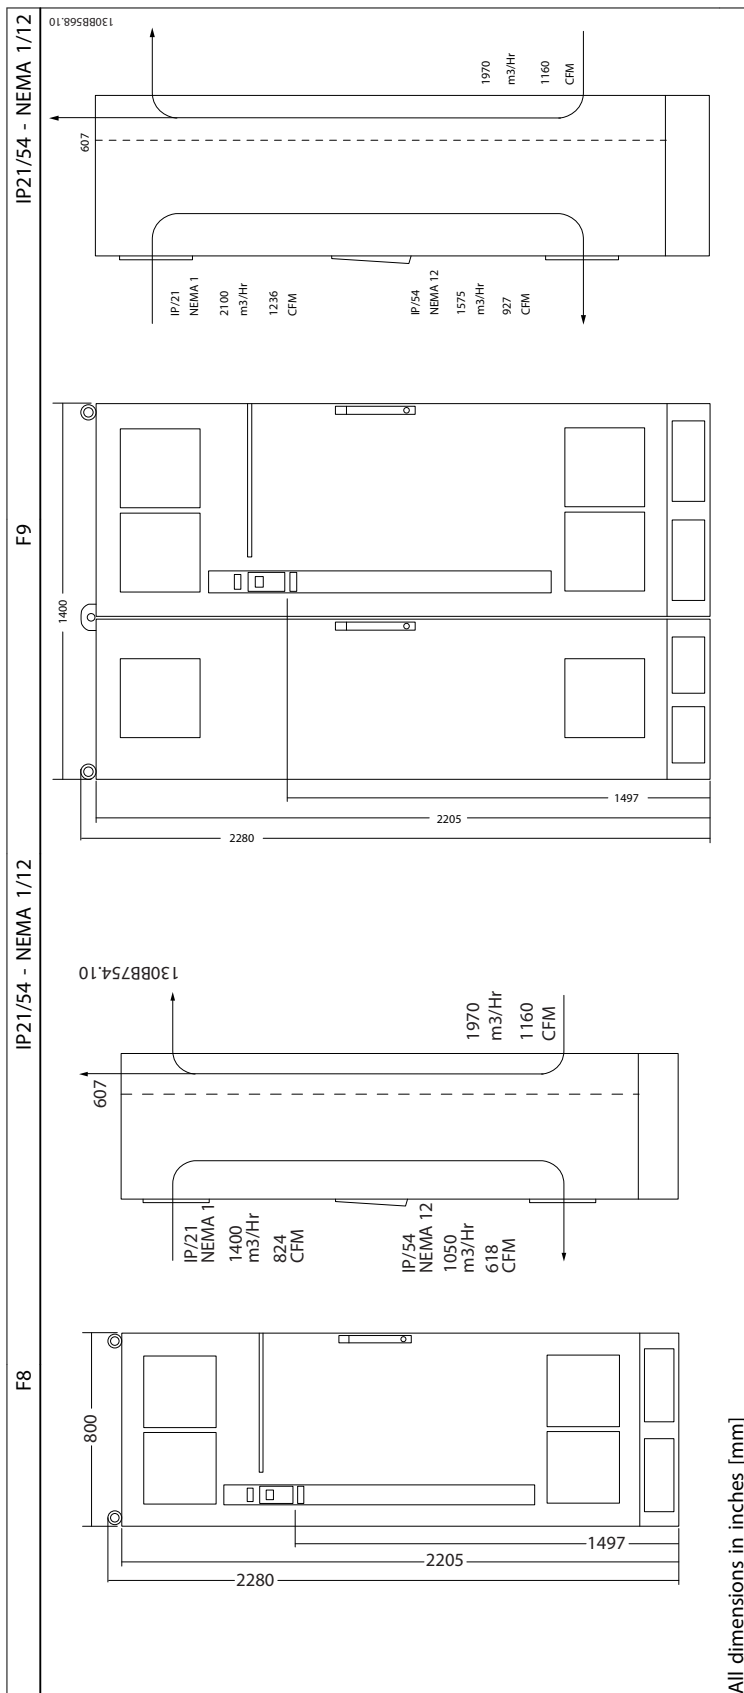 F8
IP21/54 - NEMA 1/12
F9
IP21/54 - NEMA 1/12
800
2280
2205
1497
IP/21
NEMA 1
1400
m3/Hr
824
CFM
IP/54
NEMA 12
1050
m3/Hr
618
CFM
607
1970
m3/Hr
1160
CFM
130BB754.10
1400
2280
2205
1497
IP/21
NEMA 1
2100
m3/Hr
1236
CFM
IP/54
NEMA 12
1575
m3/Hr
927
CFM
607
1970
m3/Hr
1160
CFM
130BB568.10
All dimensions in inches [mm]